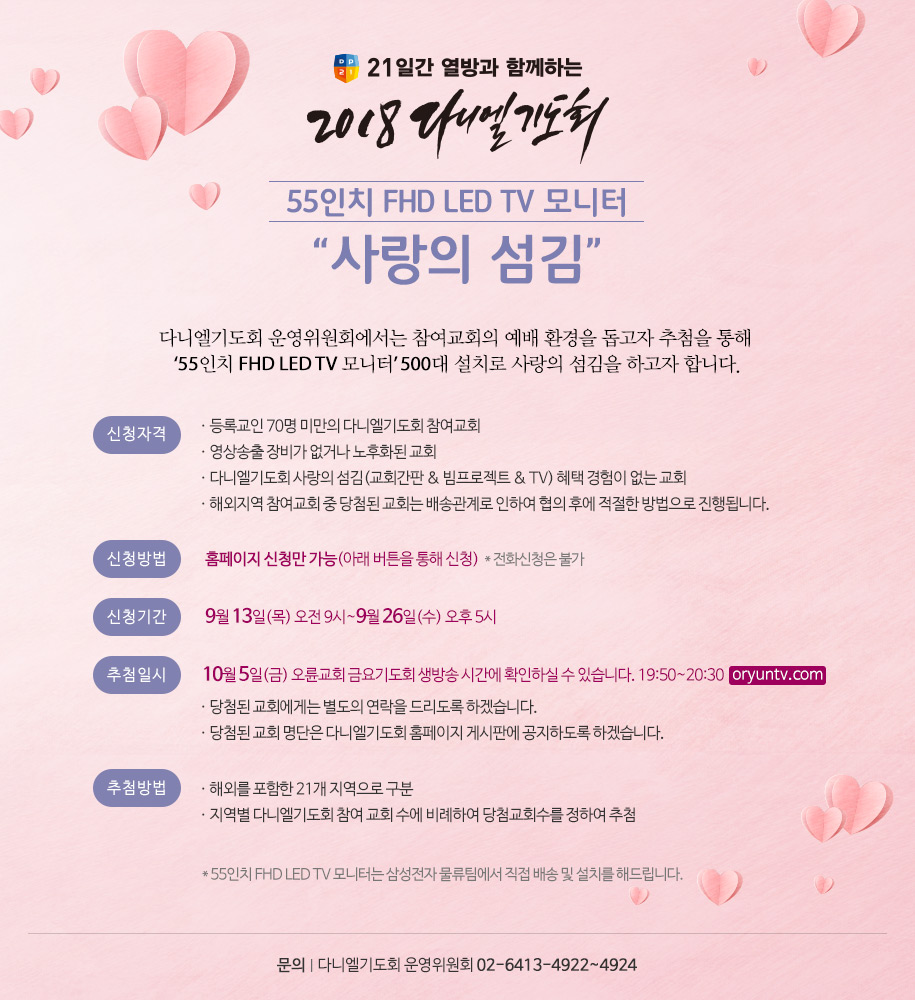 DP21
21일간 열방과 함께하는
2018 다니엘기도회
55인치 FHD LED TV 모니터
“사랑의 섬김”
다니엘기도회 운영위원회에서는 참여교회의 예배 환경을 돕고자 추첨을 통해
‘55인치 FHD LED TV 모니터’ 500대 설치로 사랑의 섬김을 하고자 합니다.
신청자격
· 등록교인 70명 미만의 다니엘기도회 참여교회
· 영상송출 장비가 없거나 노후화된 교회
· 다니엘기도회 사랑의 섬김(교회간판 & 빔프로젝트 & TV) 혜택 경험이 없는 교회
· 해외지역 참여교회 중 당첨된 교회는 배송관계로 인하여 협의 후에 적절한 방법으로 진행됩니다.
신청방법 홈페이지 신청만 가능(아래 버튼을 통해 신청) * 전화신청은 불가
신청기간 9월 13일(목) 오전 9시~9월 26일(수) 오후 5시
추첨일시 10월 5일(금) 오륜교회 금요기도회 생방송 시간에 확인하실 수 있습니다. 19:50~20:30 oryuntv.com
· 당첨된 교회에게는 별도의 연락을 드리도록 하겠습니다.
· 당첨된 교회 명단은 다니엘기도회 홈페이지 게시판에 공지하도록 하겠습니다.
추첨방법
· 해외를 포함한 21개 지역으로 구분
· 지역별 다니엘기도회 참여 교회 수에 비례하여 당첨교회수를 정하여 추첨
* 55인치 FHD LED TV 모니터는 삼성전자 물류팀에서 직접 배송 및 설치를 해드립니다.
문의 | 다니엘기도회 운영위원회 02-6413-4922~4924